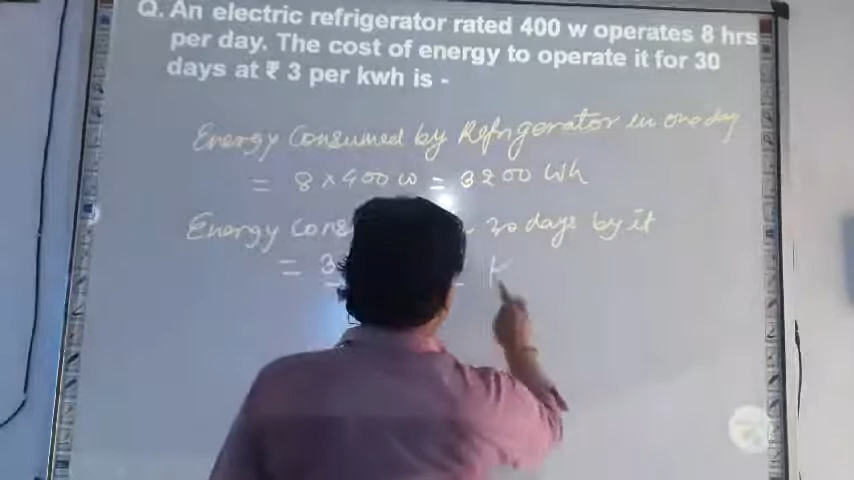 Q. An electric refrigerator rated 400 w operates 8 hrs
per day. The cost of energy to operate it for 30
days at ₹ 3 per kwh is -
Energy Consumed by Refrigerator in one day
= 8 x 400 w = 3200 Wh
Energy cons 30 days by it
= 3 K